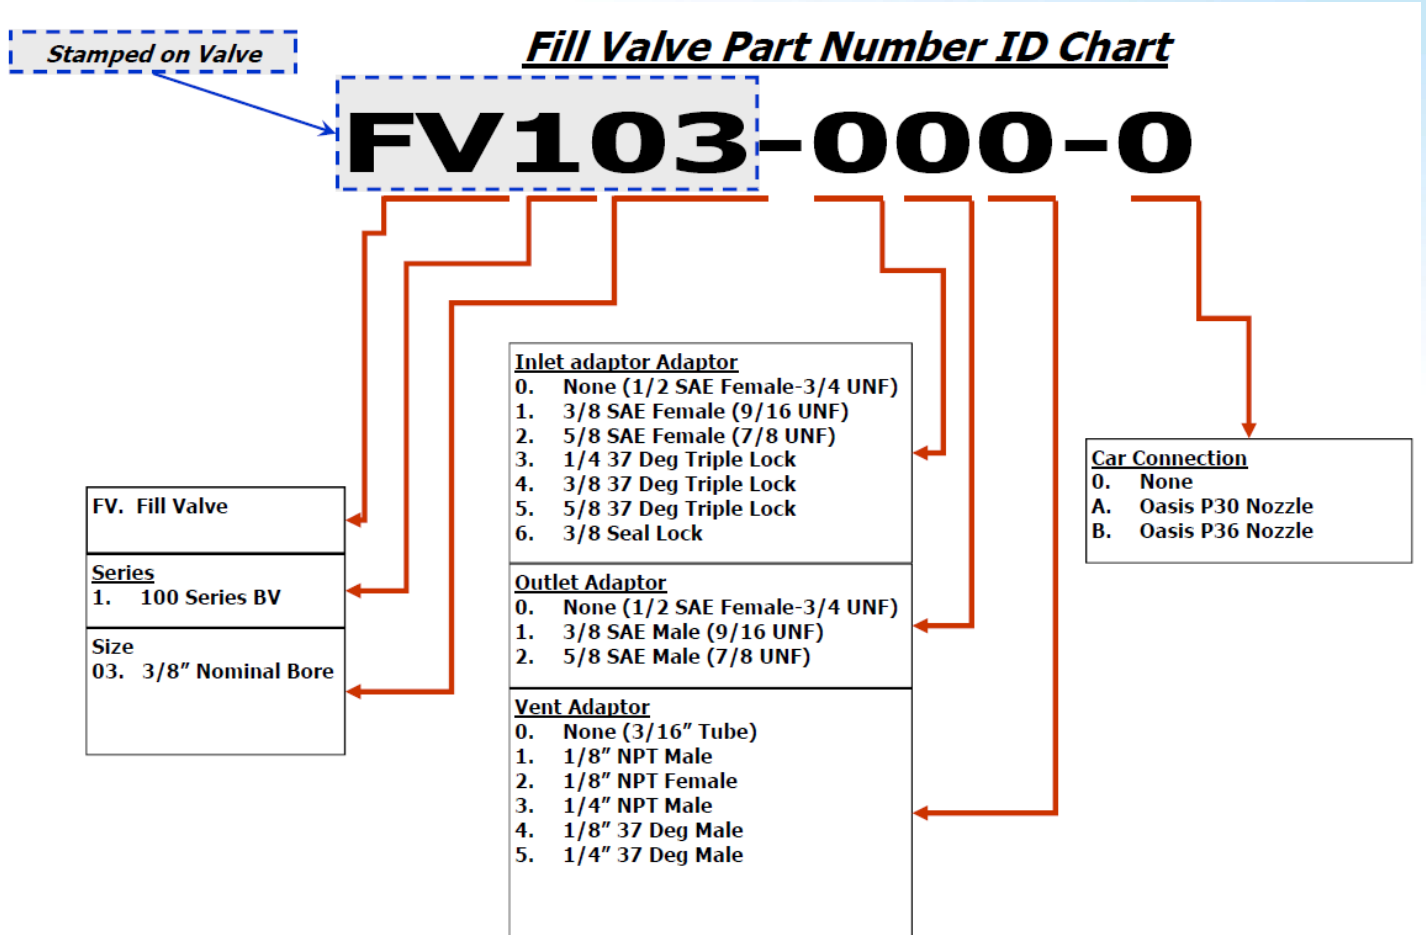 Stamped on Valve
Fill Valve Part Number ID Chart
FV103-000-0
FV. Fill Valve
Series
1. 100 Series BV
Size
03. 3/8" Nominal Bore
Inlet adaptor Adaptor
0. None (1/2 SAE Female-3/4 UNF)
1. 3/8 SAE Female (9/16 UNF)
2. 5/8 SAE Female (7/8 UNF)
3. 1/4 37 Deg Triple Lock
4. 3/8 37 Deg Triple Lock
5. 5/8 37 Deg Triple Lock
6. 3/8 Seal Lock
Outlet Adaptor
0. None (1/2 SAE Female-3/4 UNF)
1. 3/8 SAE Male (9/16 UNF)
2. 5/8 SAE Male (7/8 UNF)
Vent Adaptor
0. None (3/16" Tube)
1. 1/8" NPT Male
2. 1/8" NPT Female
3. 1/4" NPT Male
4. 1/8" 37 Deg Male
5. 1/4" 37 Deg Male
Car Connection
0. None
A. Oasis P30 Nozzle
B. Oasis P36 Nozzle